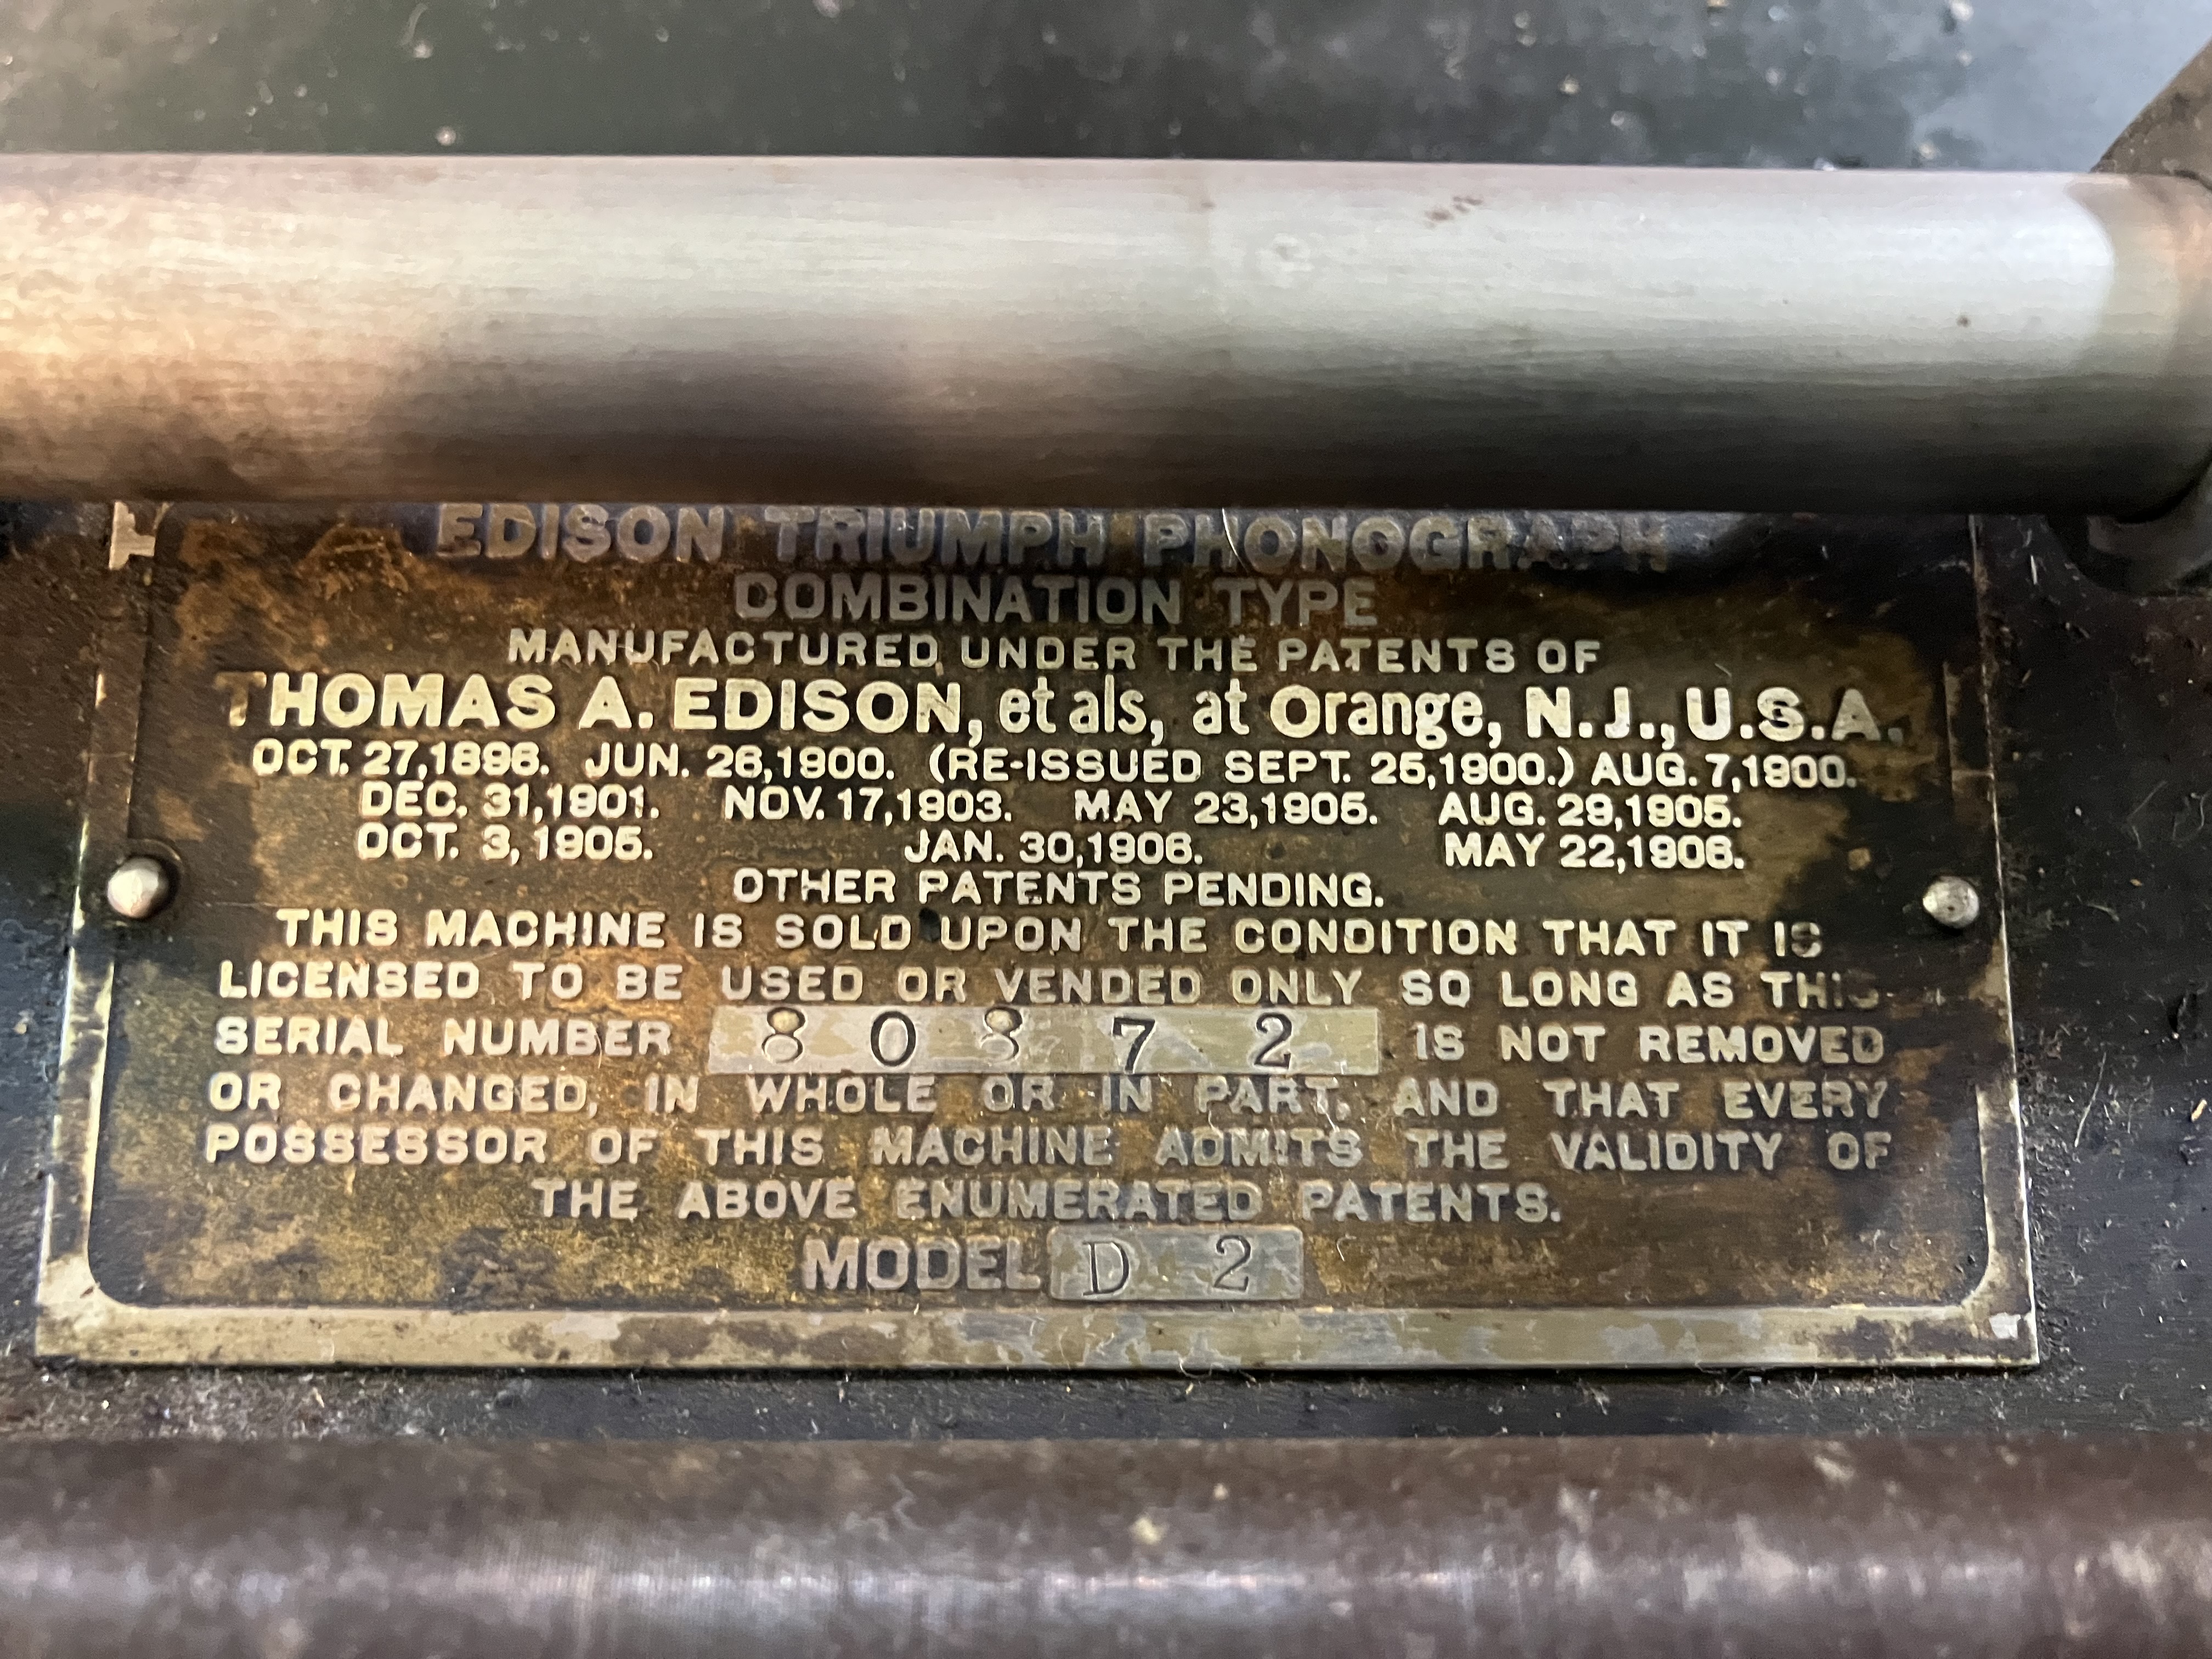 EDISON TRIUMPH PHONOGRAPH
COMBINATION TYPE
MANUFACTURED UNDER THE PATENTS OF
THOMAS A. EDISON, et als, at Orange, N.J., U.S.A.
OCT. 27,1896. JUN. 26,1900. (RE-ISSUED SEPT. 25,1900.) AUG. 7,1900.
DEC. 31,1901. NOV. 17,1903. MAY 23,1905. AUG. 29,1905.
OCT. 3, 1905. JAN. 30,1906. MAY 22,1906.
OTHER PATENTS PENDING.
THIS MACHINE IS SOLD UPON THE CONDITION THAT IT IS
LICENSED TO BE USED OR VENDED ONLY SO LONG AS THIS
SERIAL NUMBER 80872 IS NOT REMOVED
OR CHANGED, IN WHOLE OR IN PART, AND THAT EVERY
POSSESSOR OF THIS MACHINE ADMITS THE VALIDITY OF
THE ABOVE ENUMERATED PATENTS.
MODEL D 2